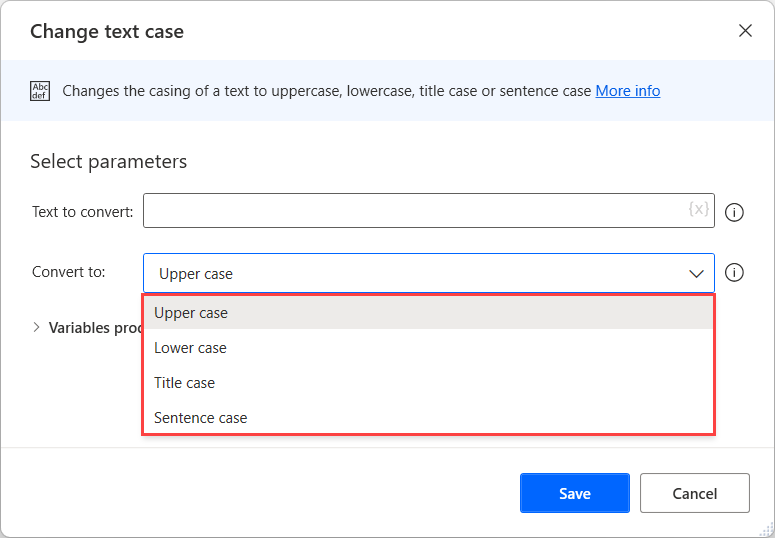 Change text case
Abc
def
Changes the casing of a text to uppercase, lowercase, title case or sentence case More info
Select parameters
Text to convert:
{x}
Convert to:
Upper case
Upper case
Variables
Lower case
Title case
Sentence case
Save
Cancel